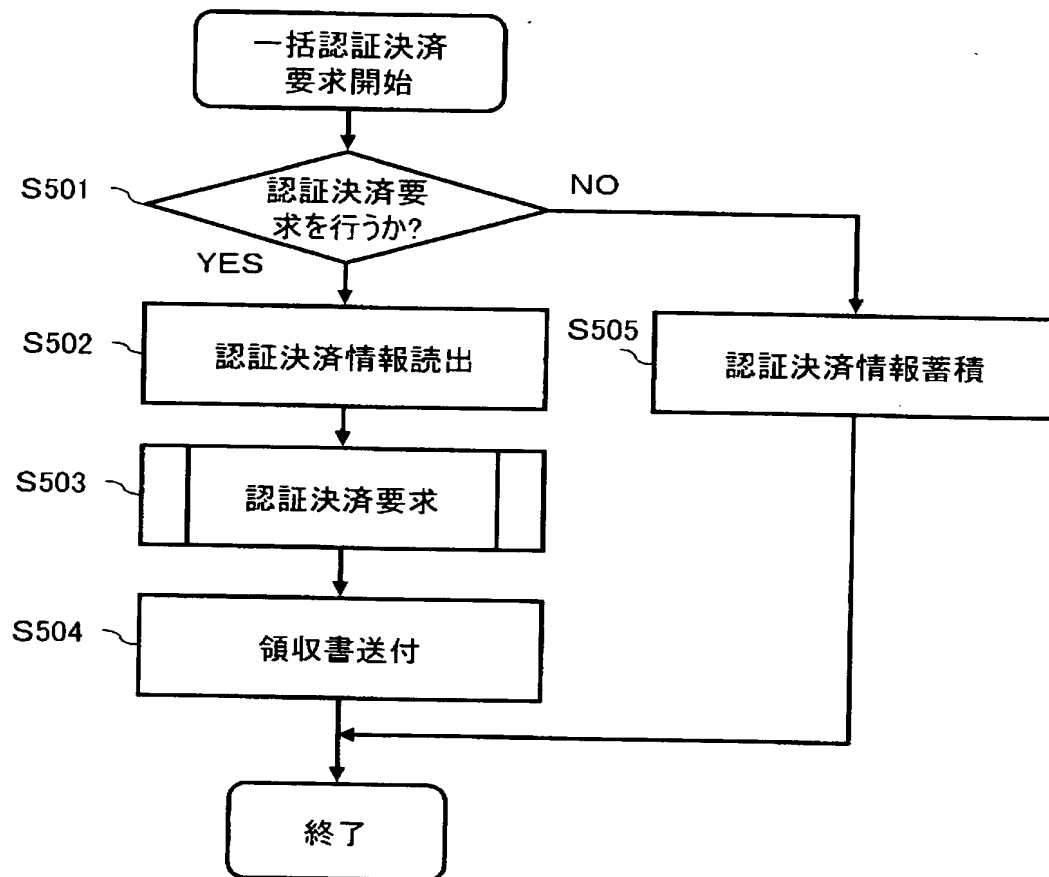 一括認証決済
要求開始
S501
認証決済要
求を行うか?
NO
YES
S502
認証決済情報読出
S505
認証決済情報蓄積
S503
認証決済要求
S504
領収書送付
終了